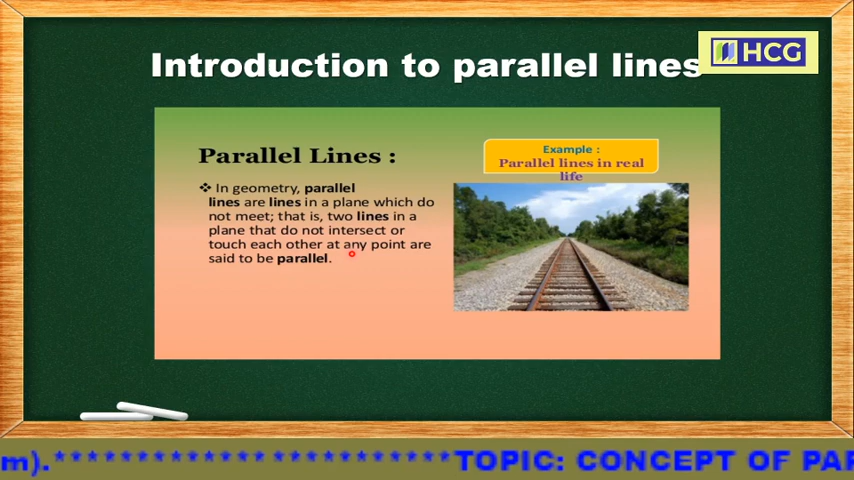 Introduction to parallel lines
HCG
Parallel Lines :
❖ In geometry, parallel
lines are lines in a plane which do
not meet; that is, two lines in a
plane that do not intersect or
touch each other at any point are
said to be parallel.
Example :
Parallel lines in real
life
m).*************************TOPIC: CONCEPT OF PAR